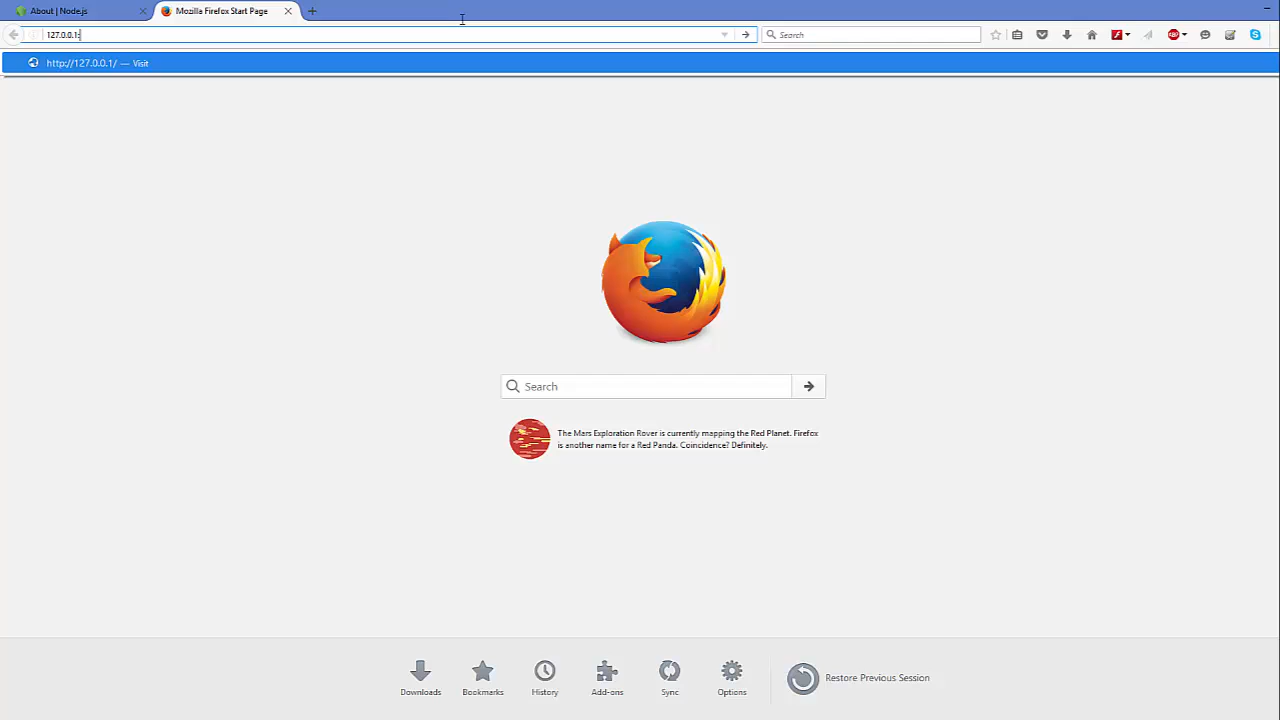 About | Node.js
Mozilla Firefox Start Page
127.0.0.1:
Search
http://127.0.0.1/ — Visit
Search
The Mars Exploration Rover is currently mapping the Red Planet. Firefox
is another name for a Red Panda. Coincidence? Definitely.
Downloads
Bookmarks
History
Add-ons
Sync
Options
Restore Previous Session